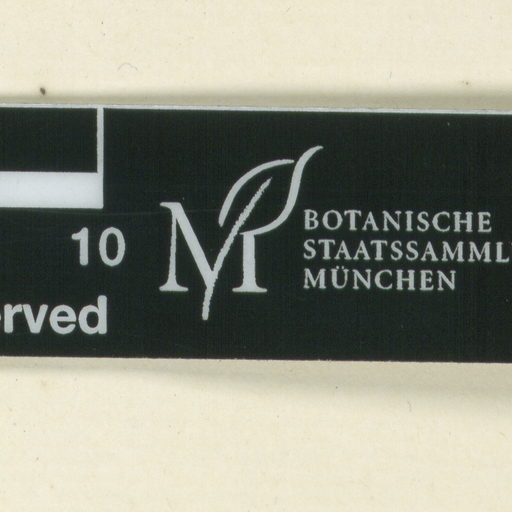 10
erved
BOTANISCHE
STAATSSAMML
MÜNCHEN